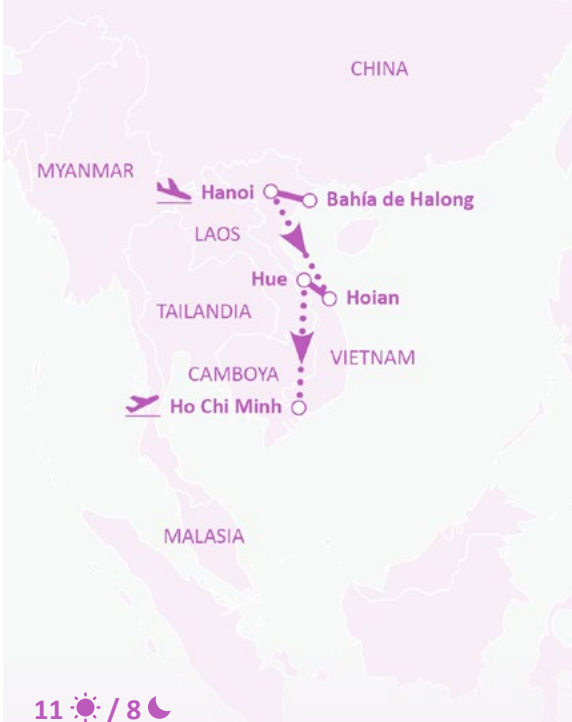 CHINA
MYANMAR
Hanoi
Bahía de Halong
LAOS
Hue
Hoian
TAILANDIA
VIETNAM
CAMBOYA
Ho Chi Minh
MALASIA
11 / 8